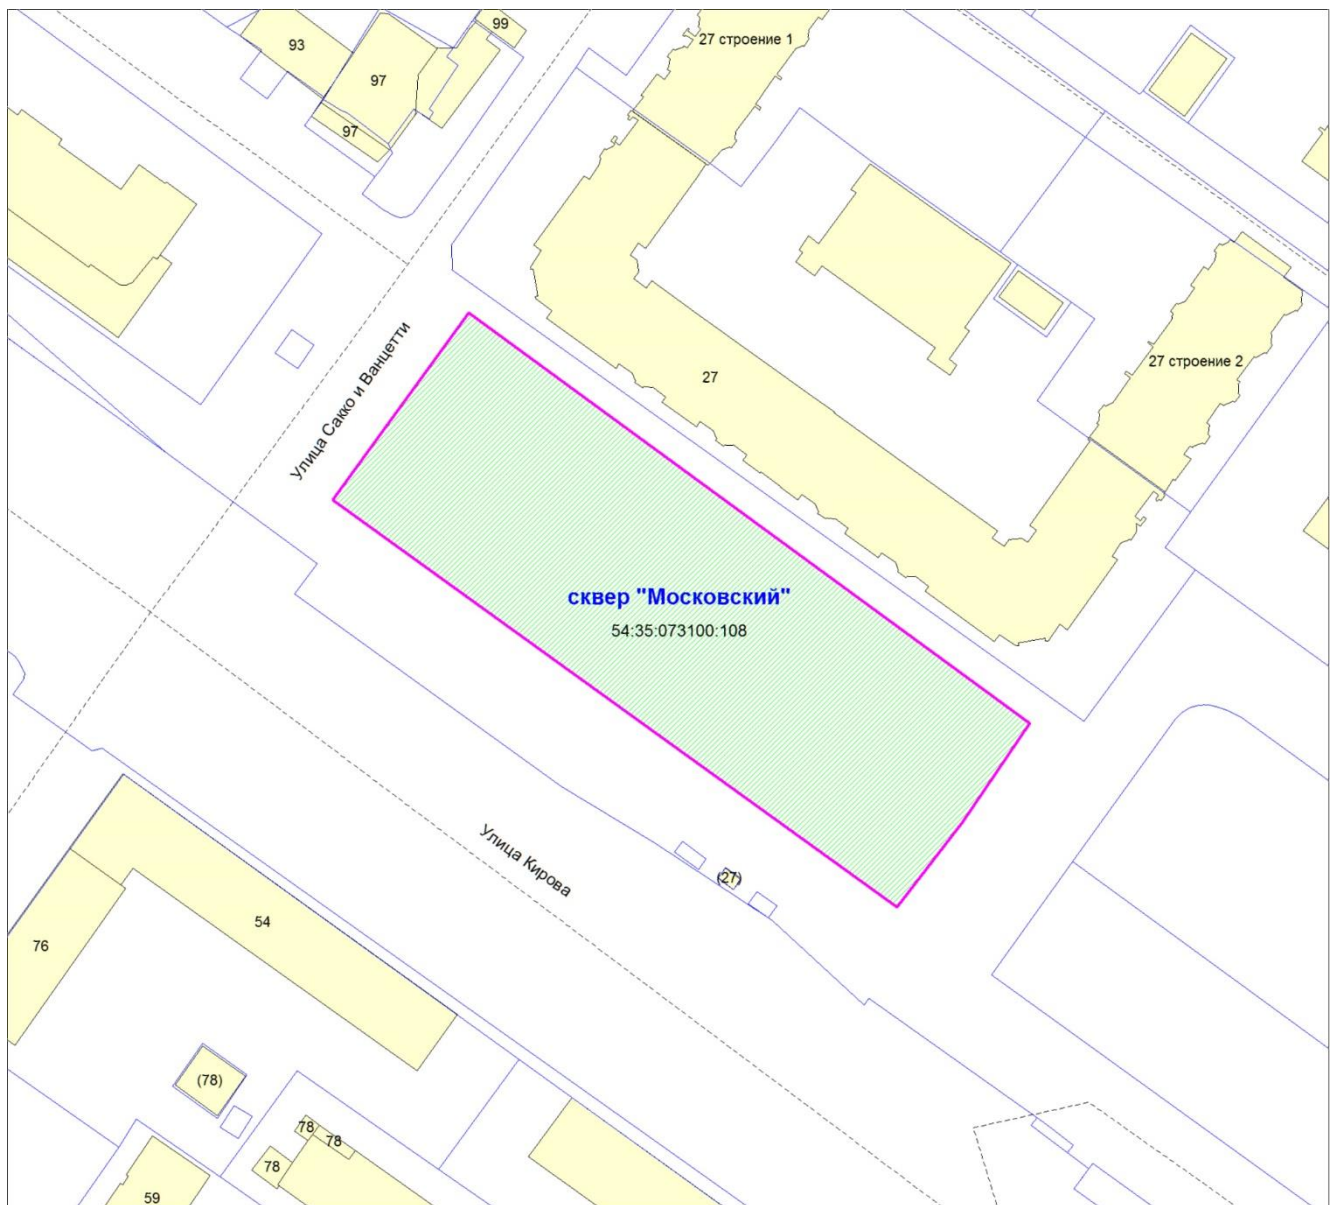 99
27 строение 1
93
97
97
Улица Сакко и Ванцетти
27 строение 2
27
сквер "Московский"
54:35:073100:108
Улица Кирова
(27)
54
76
(78)
78
78
78
59